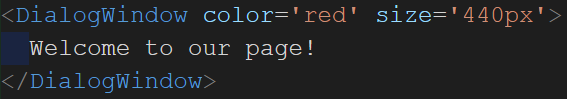 <DialogWindow color='red' size='440px'>
  Welcome to our page!
</DialogWindow>